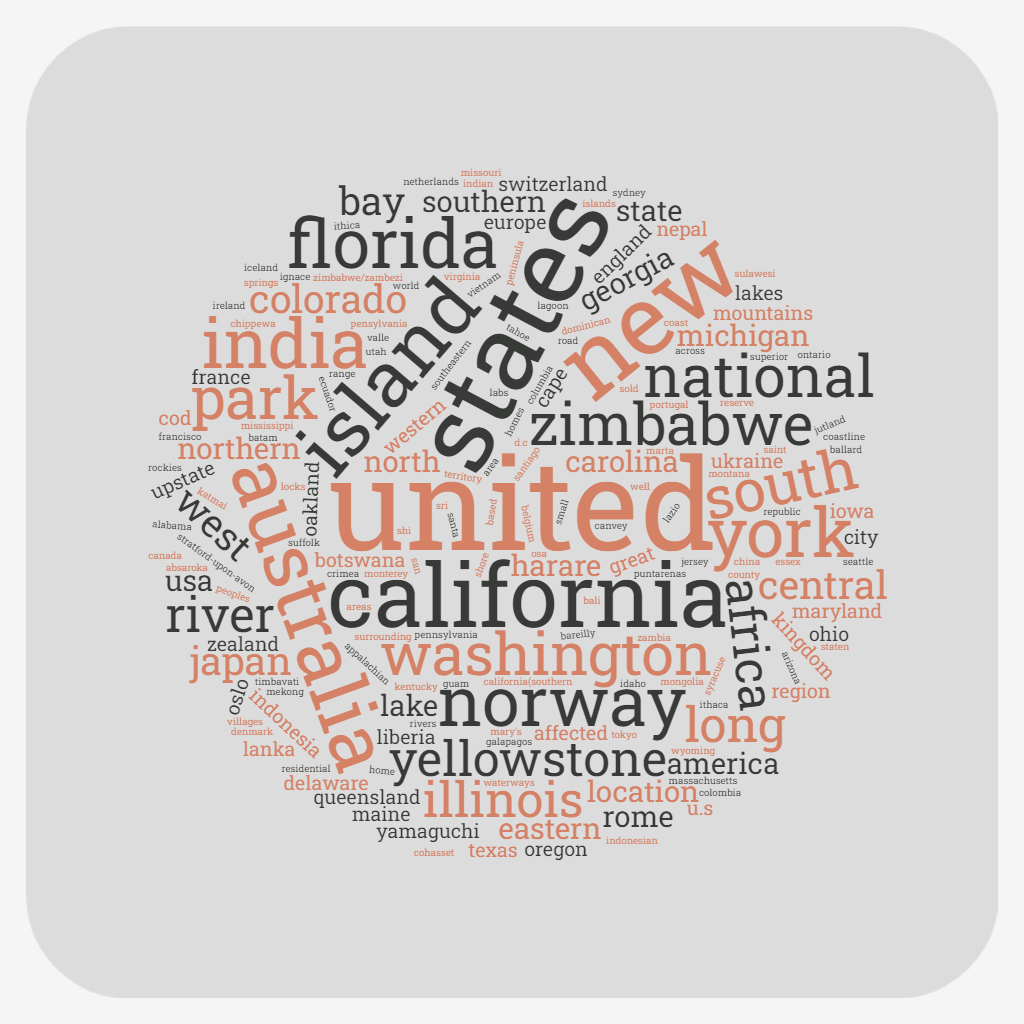 missouri
netherlands
indian
switzerland
sydney
bay
southern
islands
state
ithica
europe
florida
states
england
nepal
iceland
ignace
zimbabwe/zambezi
virginia
vietnam
peninsula
georgia
new
sulawesi
springs
world
lakes
ireland
colorado
island
lagoon
mountains
chippewa
pensylvania
tahoe
dominican
coast
india
valle
road
michigan
utah
southeastern
across
superior
ontario
france
range
ecuador
labs
columbia
cape
sold
national
park
western
portugal
reserve
cod
mississippi
homes
zimbabwe
jutland
francisco
batam
d.c
coastline
northern
marta
saint
ballard
rockies
north
area
santiago
carolina
ukraine
upstate
australia
locks
oakland
territory
montana
south
katmai
united
well
west
sri
based
small
lazio
republic
iowa
alabama
shi
santa
belgium
canvey
york
city
stratford-upon-avon
suffolk
canada
botswana
san
shore
osa
great
jersey
china
essex
seattle
absaroka
crimea
monterey
harare
puntarenas
county
usa
peoples
california
africa
central
areas
bali
river
maryland
surrounding
pennsylvania
bareilly
zambia
kingdom
ohio
zealand
appalachian
washington
staten
japan
syracuse
arizona
timbavati
kentucky
guam
california(southern
idaho
mongolia
oslo
mekong
indonesia
lake
norway
ithaca
region
villages
rivers
denmark
mary's
affected
tokyo
long
lanka
liberia
galapagos
yellowstone
wyoming
america
residential
home
delaware
waterways
massachusetts
queensland
illinois
location
colombia
maine
rome
u.s
yamaguchi
eastern
indonesian
cohasset
texas
oregon